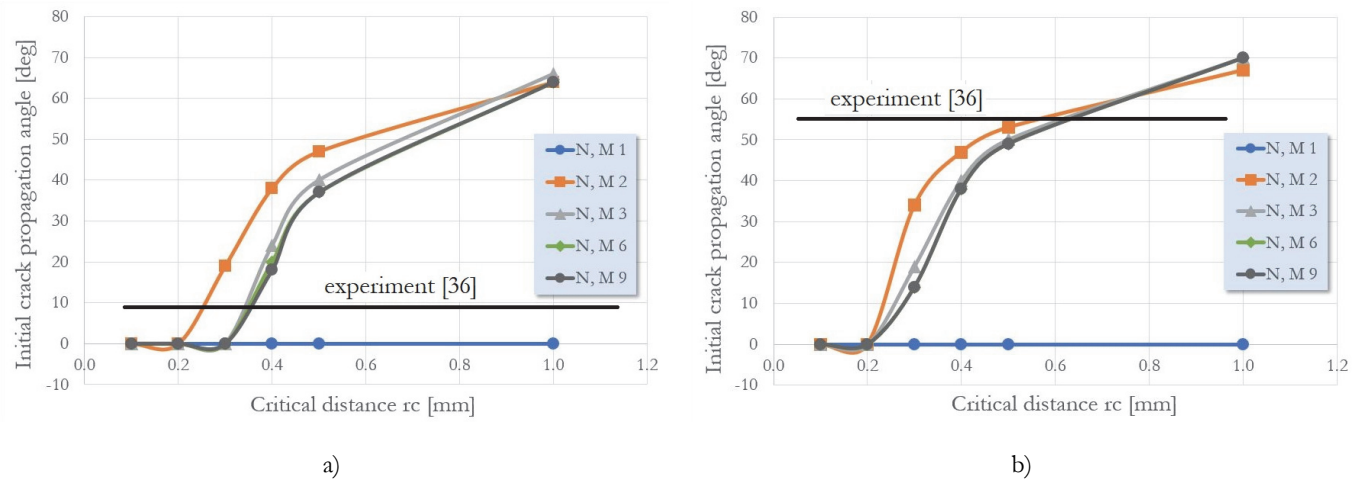 80
70
60
50
40
30
20
10
0
-10
0.0 0.2 0.4 0.6 0.8 1.0 1.2
Initial crack propagation angle [deg]
Critical distance rc [mm]
experiment [36]
N, M 1
N, M 2
N, M 3
N, M 6
N, M 9
a)
80
70
60
50
40
30
20
10
0
-10
0.0 0.2 0.4 0.6 0.8 1.0 1.2
Initial crack propagation angle [deg]
Critical distance rc [mm]
experiment [36]
N, M 1
N, M 2
N, M 3
N, M 6
N, M 9
b)